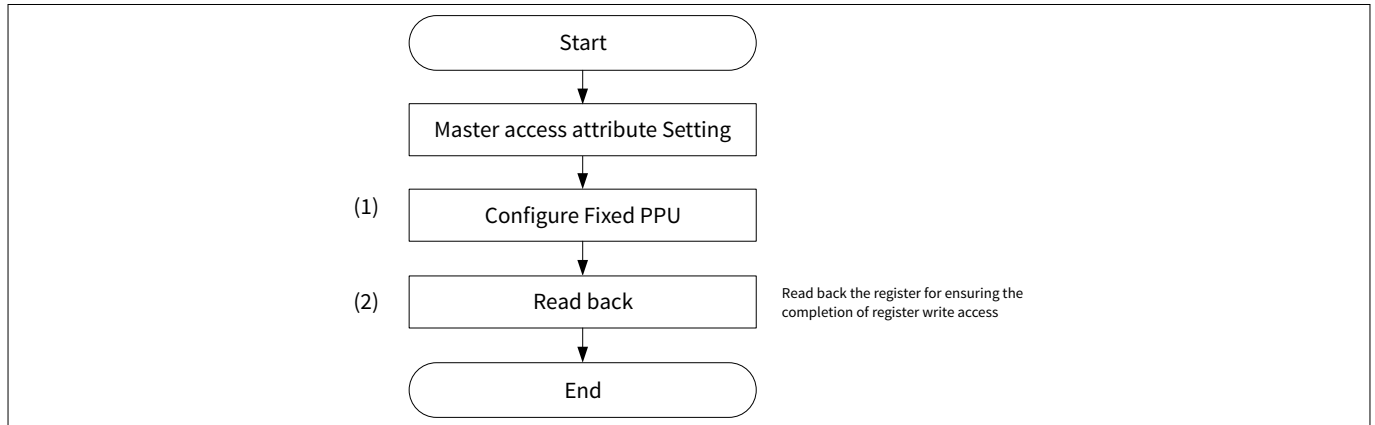 Start
Master access attribute Setting
(1)
Configure Fixed PPU
(2)
Read back
Read back the register for ensuring the
completion of register write access
End